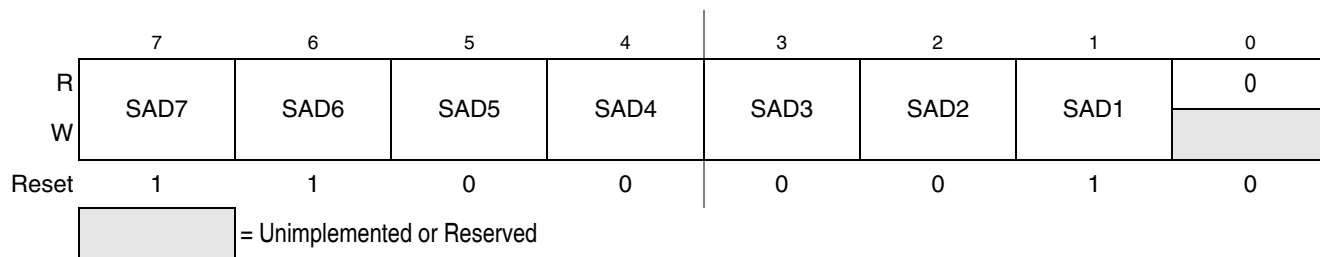 7 6 5 4 3 2 1 0
R SAD7 SAD6 SAD5 SAD4 SAD3 SAD2 SAD1 0
W
Reset 1 1 0 0 0 0 1 0
= Unimplemented or Reserved